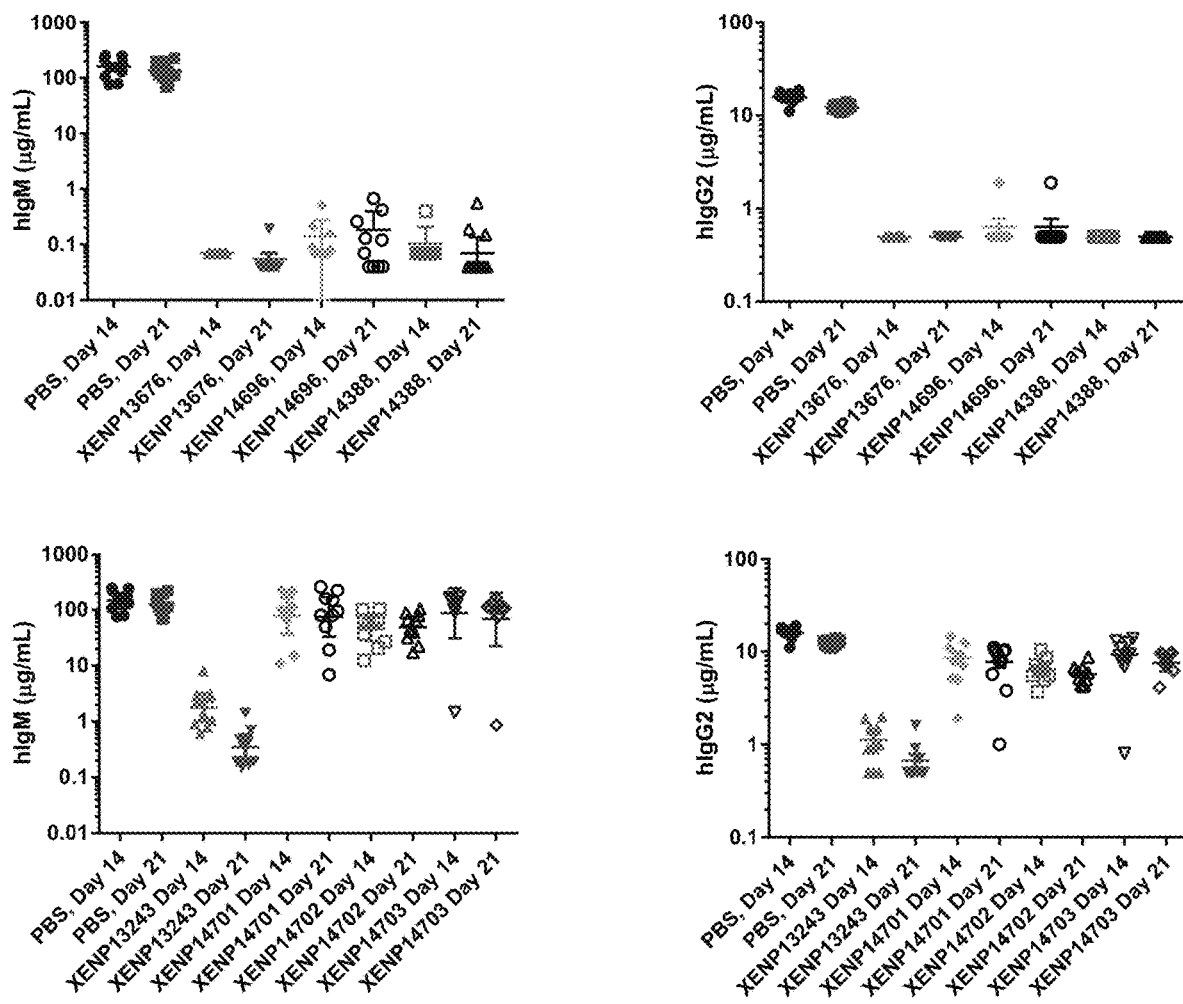 hIgM (µg/mL)
1000
100
10
1
0.1
0.01
PBS, Day 14
PBS, Day 21
XENP13676, Day 14
XENP13676, Day 21
XENP14696, Day 14
XENP14696, Day 21
XENP14388, Day 14
XENP14388, Day 21
hIgG2 (µg/mL)
100
10
1
0.1
PBS, Day 14
PBS, Day 21
XENP13676, Day 14
XENP13676, Day 21
XENP14696, Day 14
XENP14696, Day 21
XENP14388, Day 14
XENP14388, Day 21
hIgM (µg/mL)
1000
100
10
1
0.1
0.01
PBS, Day 14
PBS, Day 21
XENP13243 Day 14
XENP13243 Day 21
XENP14701 Day 14
XENP14701 Day 21
XENP14702 Day 14
XENP14702 Day 21
XENP14703 Day 14
XENP14703 Day 21
hIgG2 (µg/mL)
100
10
1
0.1
PBS, Day 14
PBS, Day 21
XENP13243 Day 14
XENP13243 Day 21
XENP14701 Day 14
XENP14701 Day 21
XENP14702 Day 14
XENP14702 Day 21
XENP14703 Day 14
XENP14703 Day 21